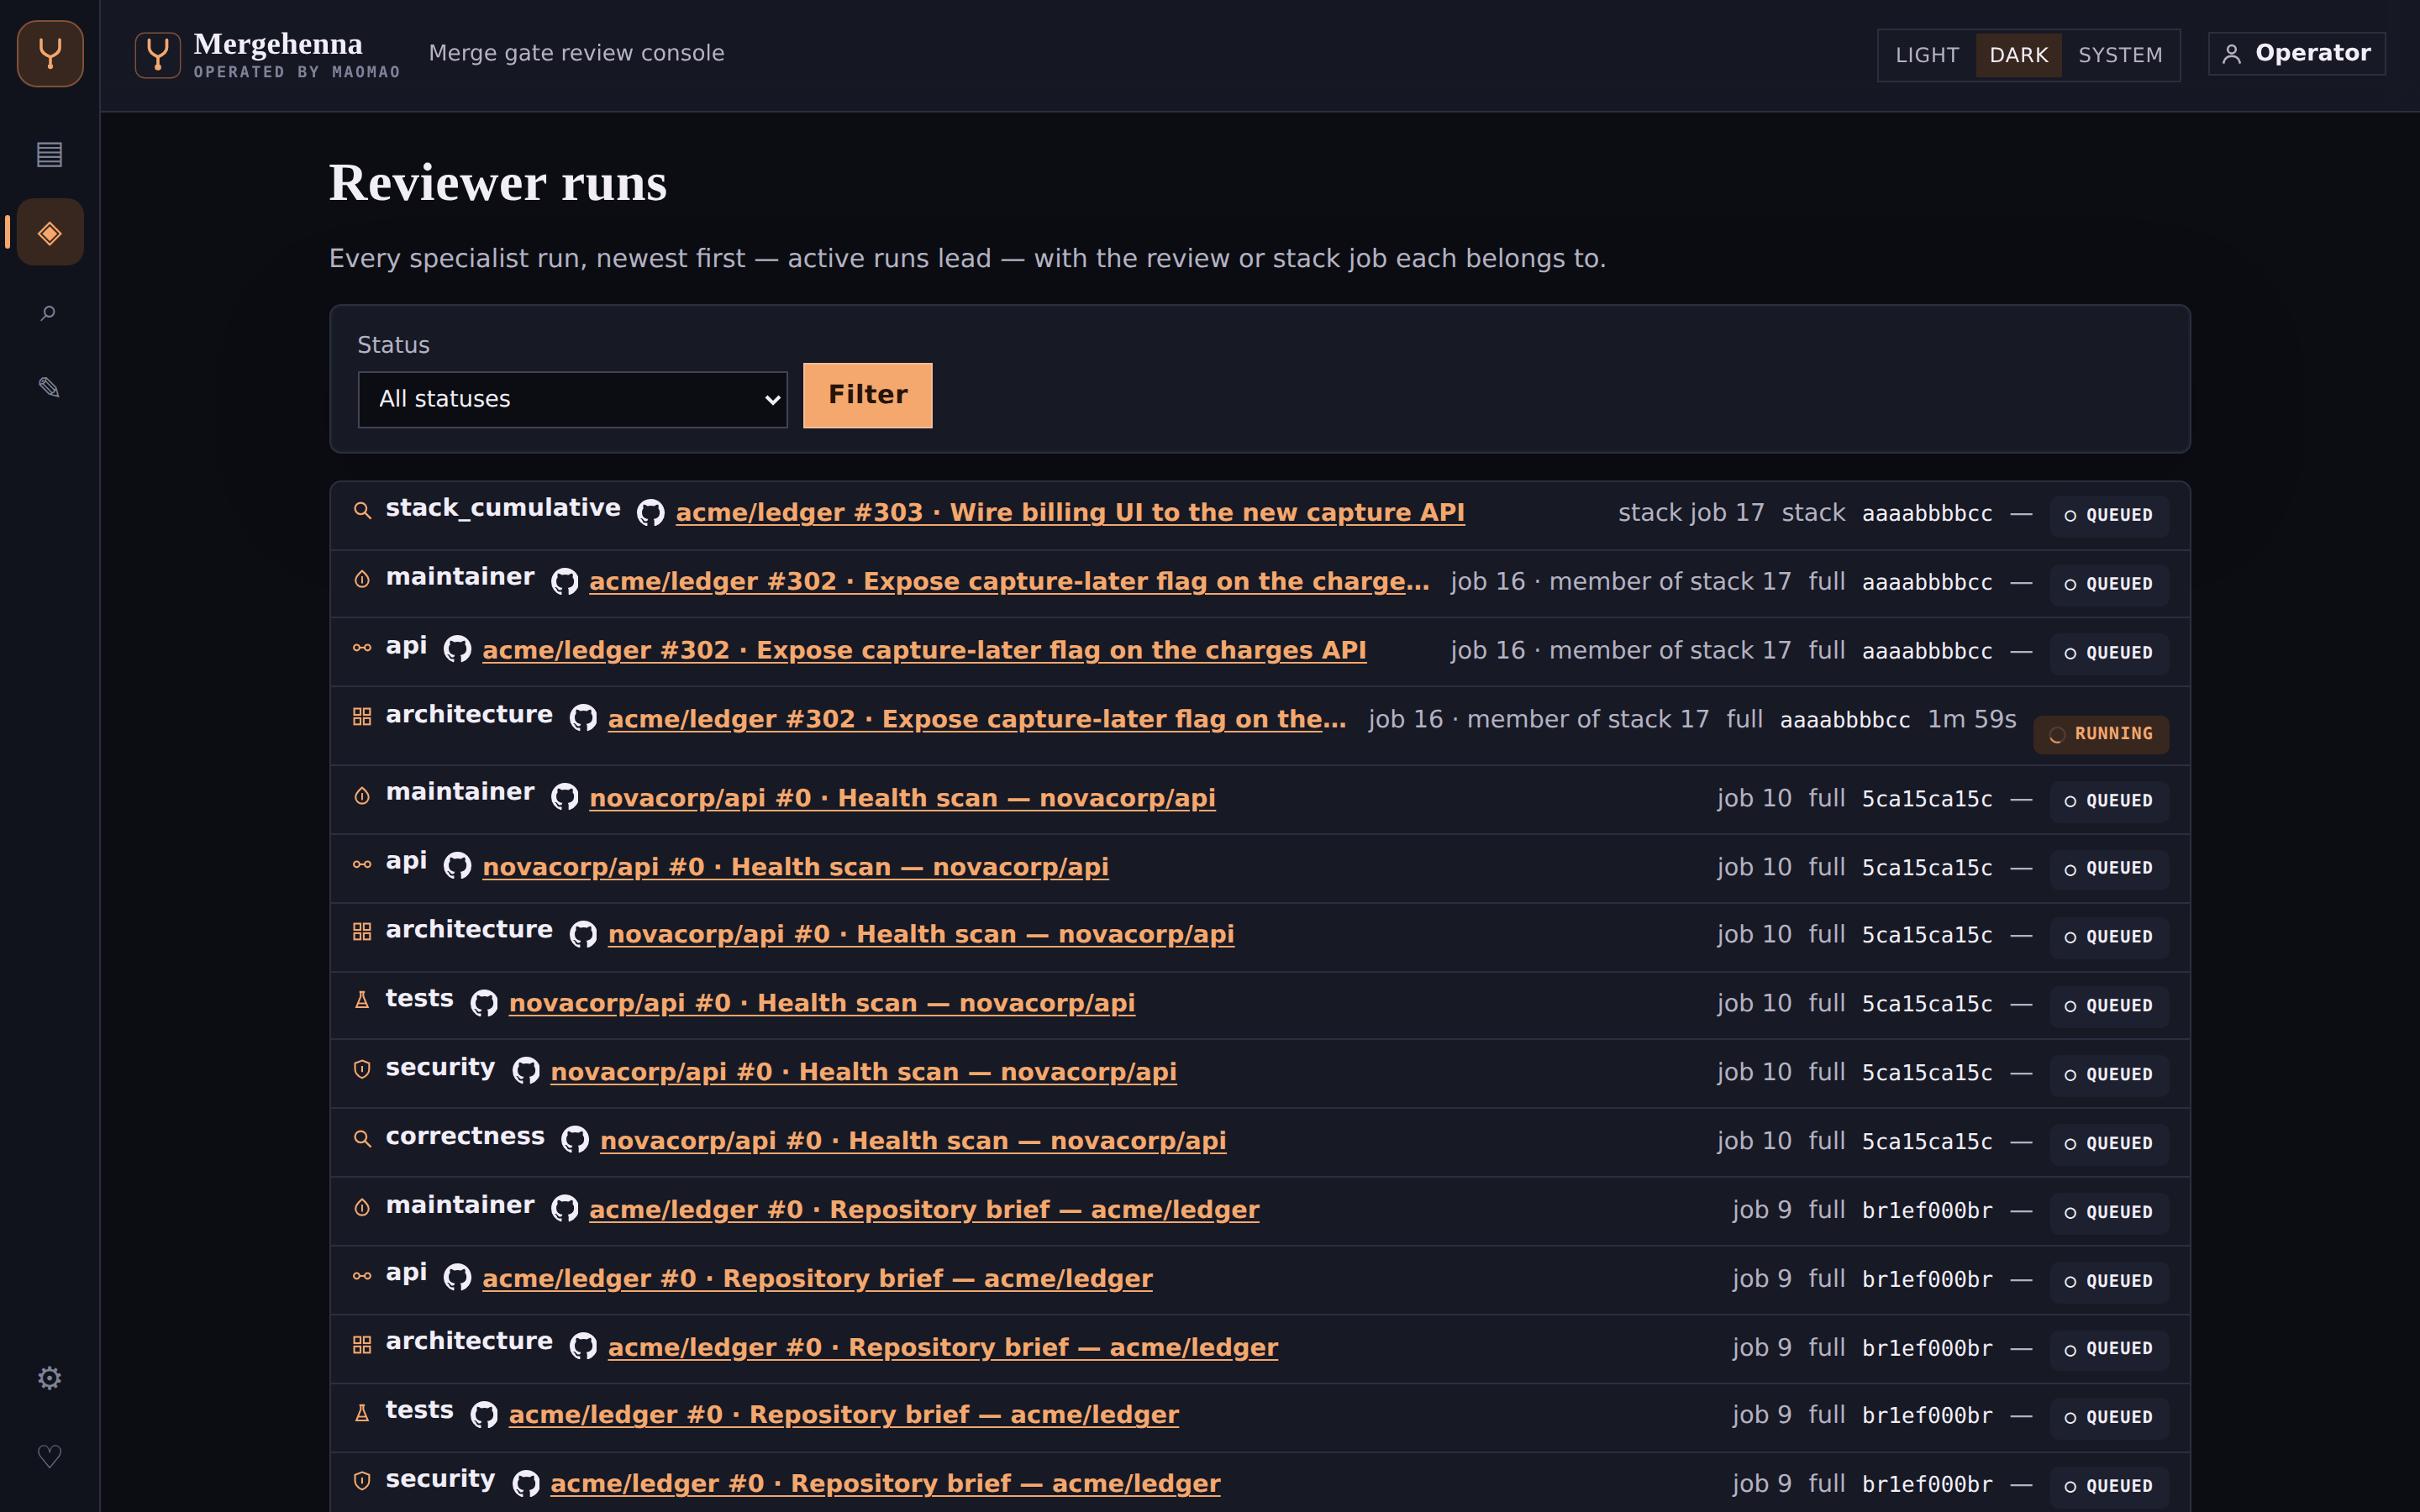 Mergehenna
OPERATED BY MAOMAO
Merge gate review console
LIGHT DARK SYSTEM
Operator
Reviewer runs
Every specialist run, newest first — active runs lead — with the review or stack job each belongs to.
Status
All statuses
Filter
stack_cumulative acme/ledger #303 · Wire billing UI to the new capture API stack job 17 stack aaaabbbbcc — QUEUED
maintainer acme/ledger #302 · Expose capture-later flag on the charge… job 16 · member of stack 17 full aaaabbbbcc — QUEUED
api acme/ledger #302 · Expose capture-later flag on the charges API job 16 · member of stack 17 full aaaabbbbcc — QUEUED
architecture acme/ledger #302 · Expose capture-later flag on the… job 16 · member of stack 17 full aaaabbbbcc 1m 59s RUNNING
maintainer novacorp/api #0 · Health scan — novacorp/api job 10 full 5ca15ca15c — QUEUED
api novacorp/api #0 · Health scan — novacorp/api job 10 full 5ca15ca15c — QUEUED
architecture novacorp/api #0 · Health scan — novacorp/api job 10 full 5ca15ca15c — QUEUED
tests novacorp/api #0 · Health scan — novacorp/api job 10 full 5ca15ca15c — QUEUED
security novacorp/api #0 · Health scan — novacorp/api job 10 full 5ca15ca15c — QUEUED
correctness novacorp/api #0 · Health scan — novacorp/api job 10 full 5ca15ca15c — QUEUED
maintainer acme/ledger #0 · Repository brief — acme/ledger job 9 full br1ef000br — QUEUED
api acme/ledger #0 · Repository brief — acme/ledger job 9 full br1ef000br — QUEUED
architecture acme/ledger #0 · Repository brief — acme/ledger job 9 full br1ef000br — QUEUED
tests acme/ledger #0 · Repository brief — acme/ledger job 9 full br1ef000br — QUEUED
security acme/ledger #0 · Repository brief — acme/ledger job 9 full br1ef000br — QUEUED